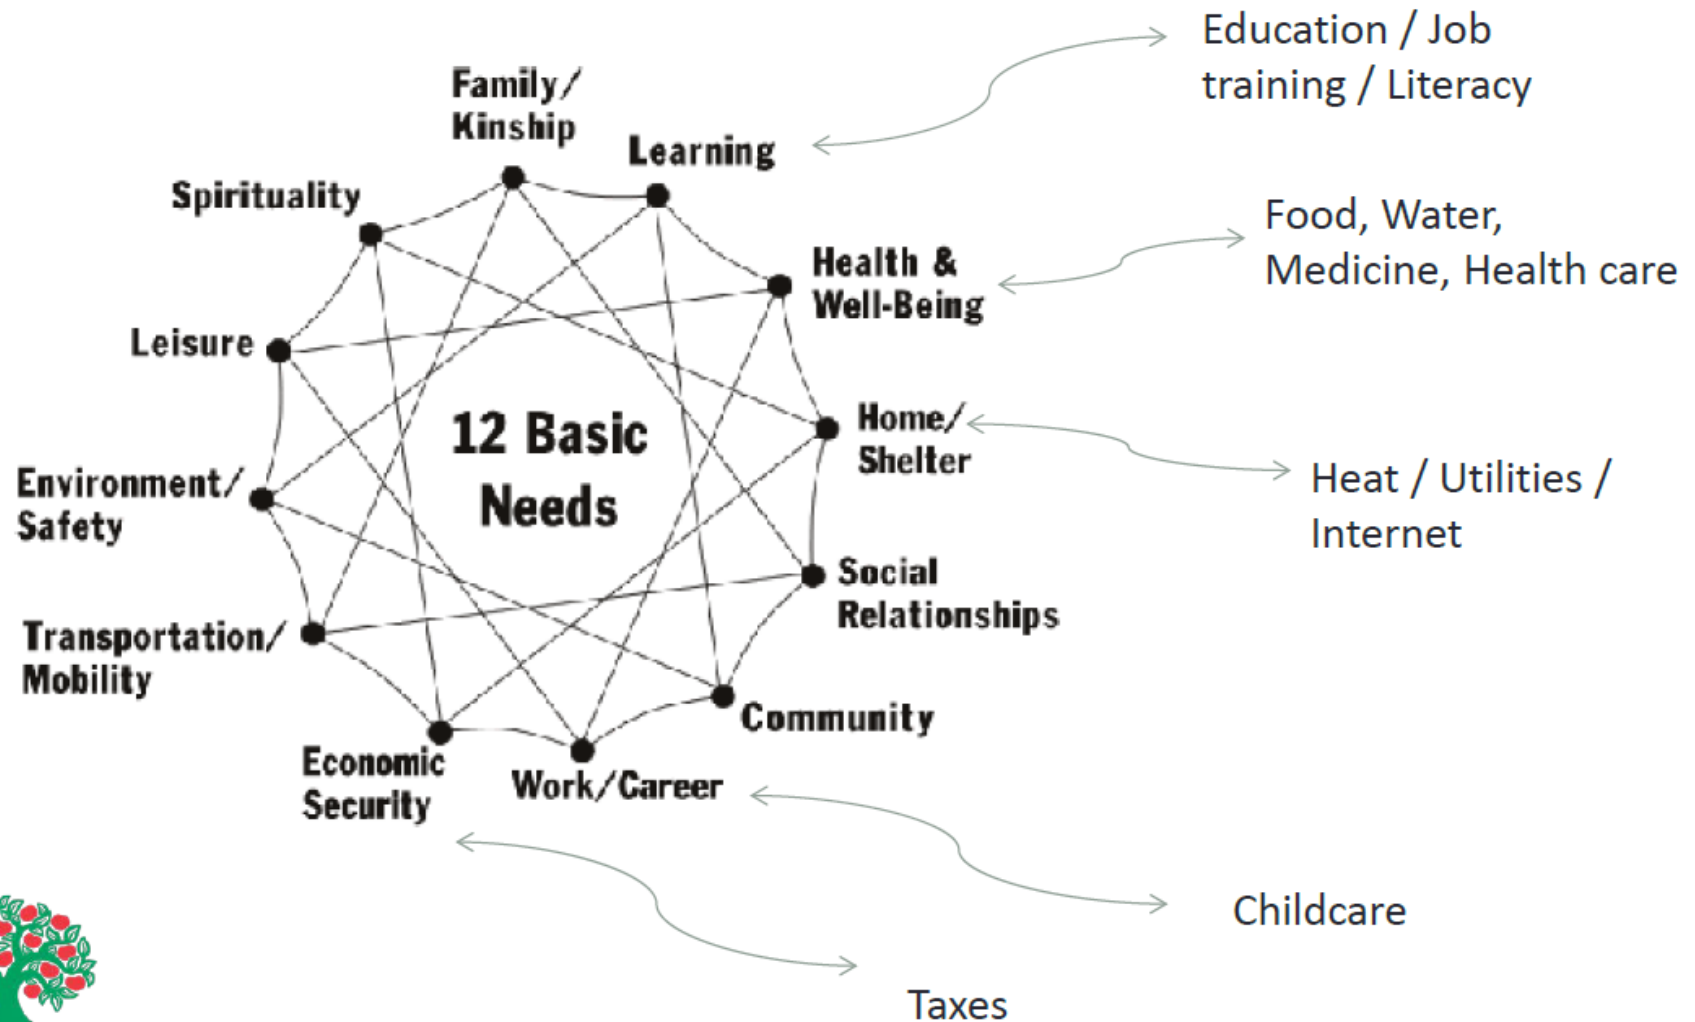 Education / Job
training / Literacy
Family/
Kinship
Learning
Spirituality
Food, Water,
Medicine, Health care
Health &
Well-Being
Leisure
Home/
Shelter
12 Basic
Needs
Heat / Utilities /
Internet
Environment/
Safety
Social
Relationships
Transportation/
Mobility
Community
Economic
Security
Work/Career
Childcare
Taxes